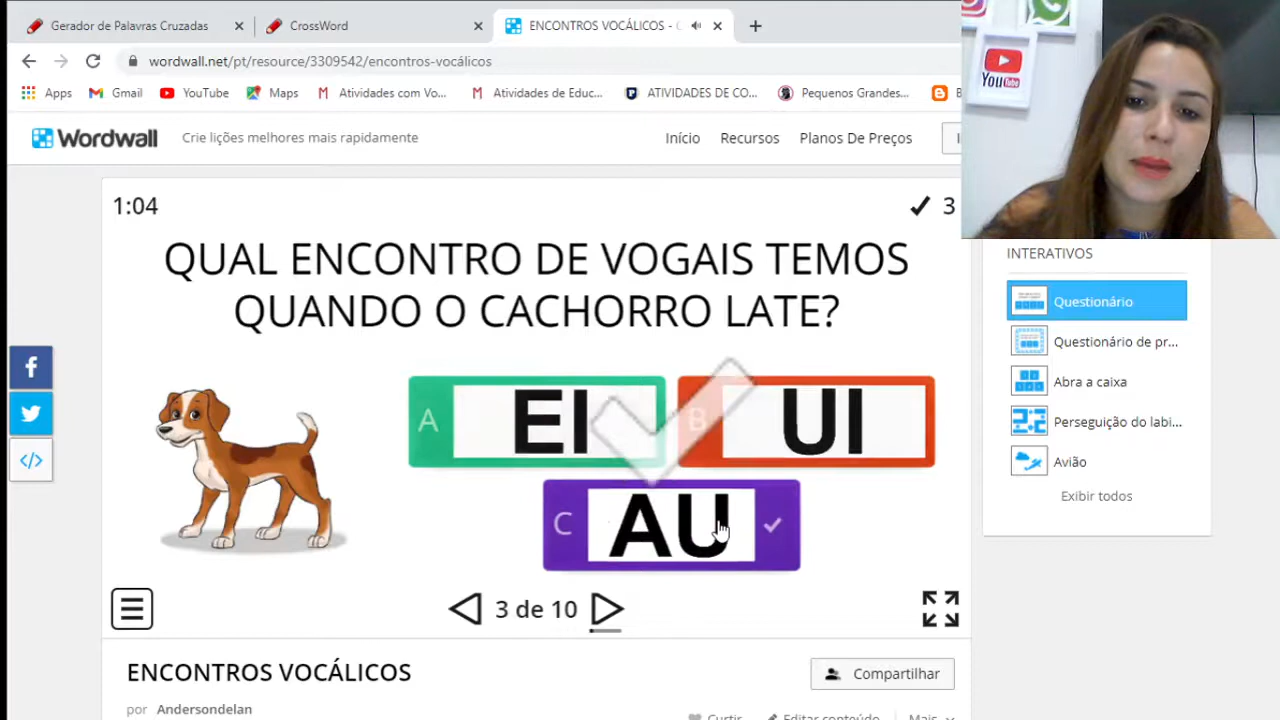 Gerador de Palavras Cruzadas
CrossWord
ENCONTROS VOCÁLICOS - 
wordwall.net/pt/resource/3309542/encontros-vocálicos
Apps
Gmail
YouTube
Maps
Atividades com Vo...
Atividades de Educ...
ATIVIDADES DE CO...
Pequenos Grandes...
YouTube
Wordwall
Crie lições melhores mais rapidamente
Início
Recursos
Planos De Preços
1:04
3
QUAL ENCONTRO DE VOGAIS TEMOS
QUANDO O CACHORRO LATE?
A
EI
B
UI
C
AU
3 de 10
INTERATIVOS
Questionário
Questionário de pr...
Abra a caixa
Perseguição do labi...
Avião
Exibir todos
ENCONTROS VOCÁLICOS
Compartilhar
por Andersondelan
Curtir
Editar conteúdo
Mais